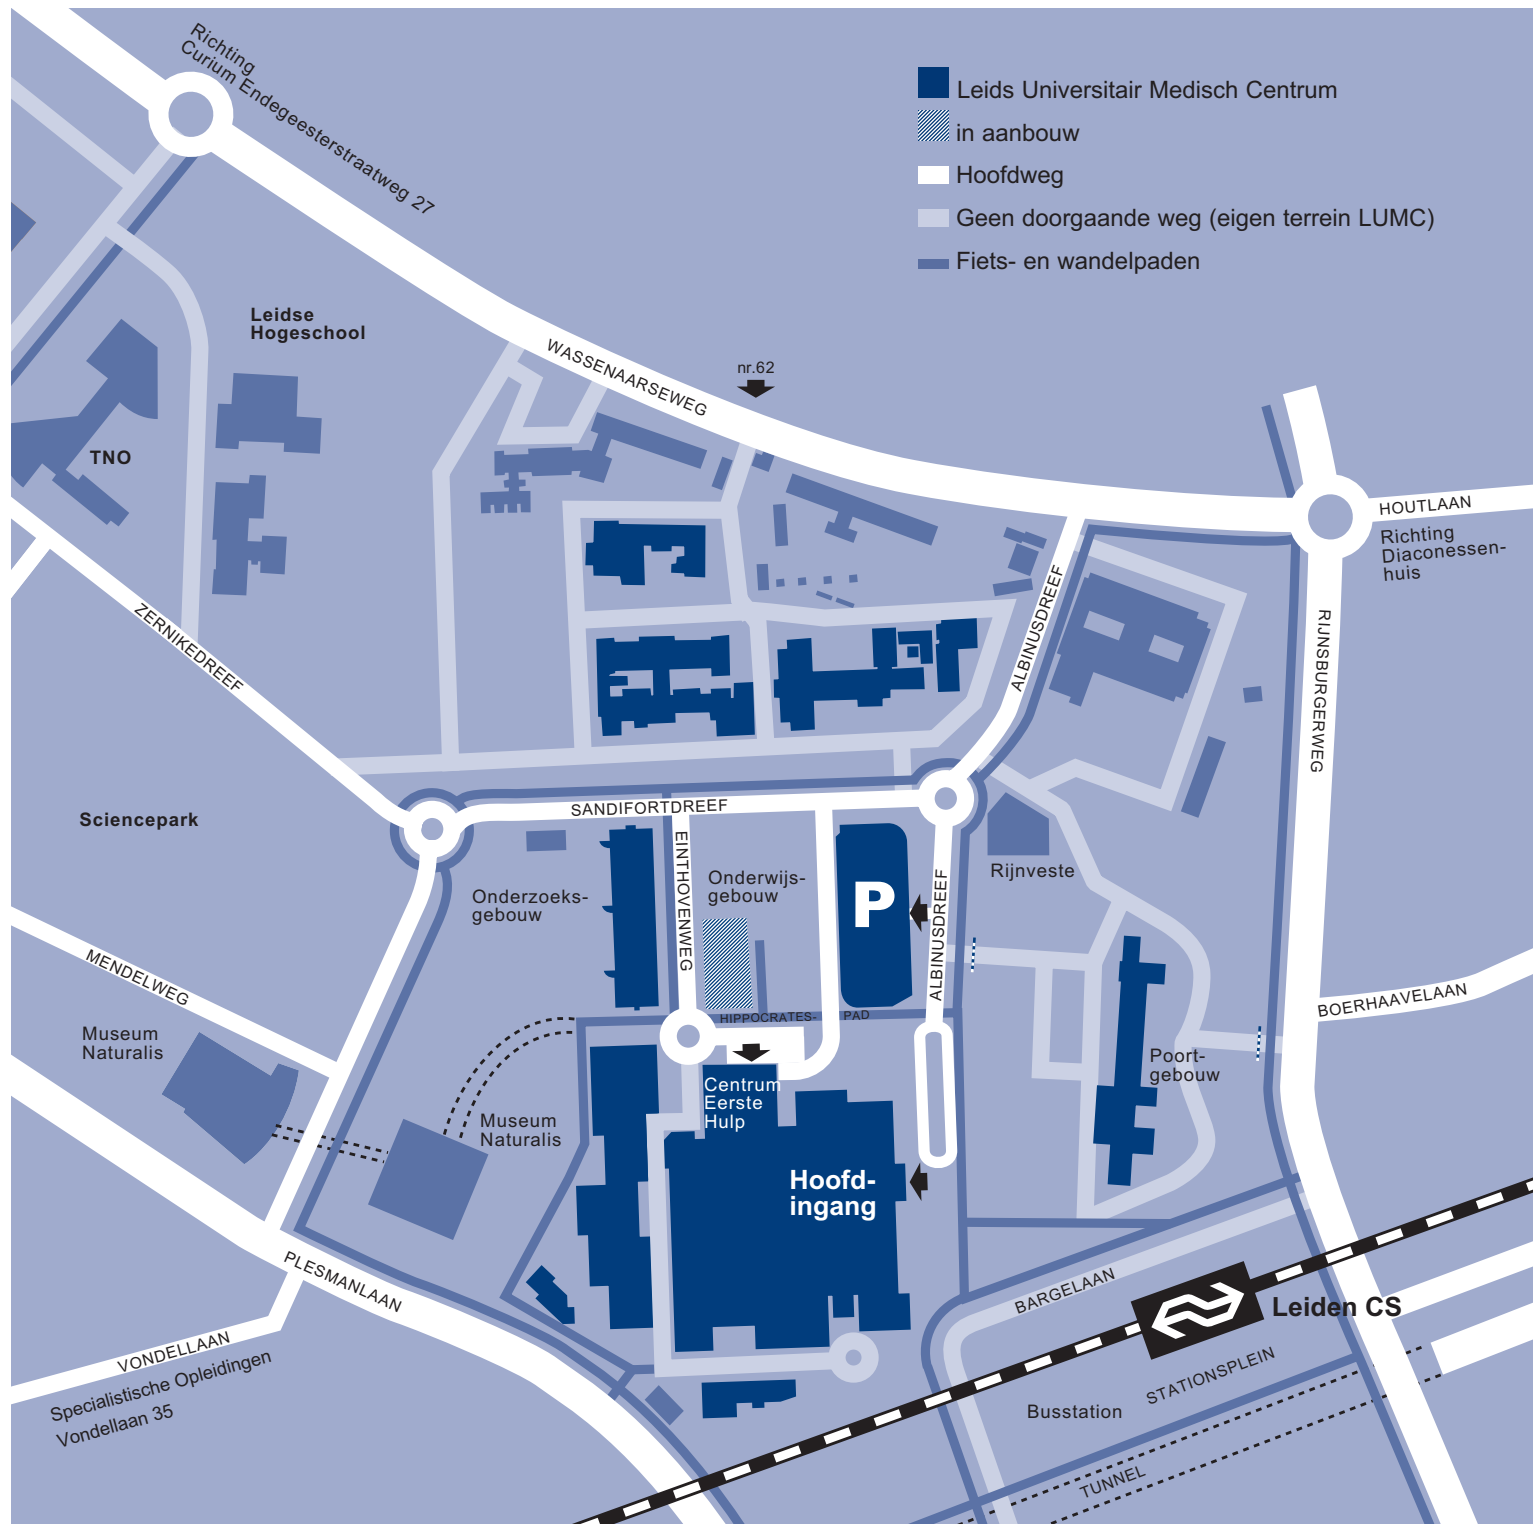 Richting
Curium Endegeesterstraatweg 27
Leids Universitair Medisch Centrum
in aanbouw
Hoofdweg
Geen doorgaande weg (eigen terrein LUMC)
Fiets- en wandelpaden
Leidse
Hogeschool
WASSENAARSEWEG
nr.62
TNO
HOUTLAAN
Richting
Diaconessen-
huis
ZERNIKEDREEF
ALBINUSDREEF
RIJNSBURGERWEG
Sciencepark
SANDIFORTDREEF
EINTHOVENWEG
Onderzoeks-
gebouw
Onderwijs-
gebouw
P
ALBINUSDREEF
Rijnveste
MENDELWEG
HIPPOCRATES-
PAD
BOERHAAVELAAN
Museum
Naturalis
Poort-
gebouw
Centrum
Eerste
Hulp
Museum
Naturalis
Hoofd-
ingang
PLESMANLAAN
BARGELAAN
Leiden CS
VONDELLAAN
Specialistische Opleidingen
Vondellaan 35
STATIONSPLEIN
Busstation
TUNNEL